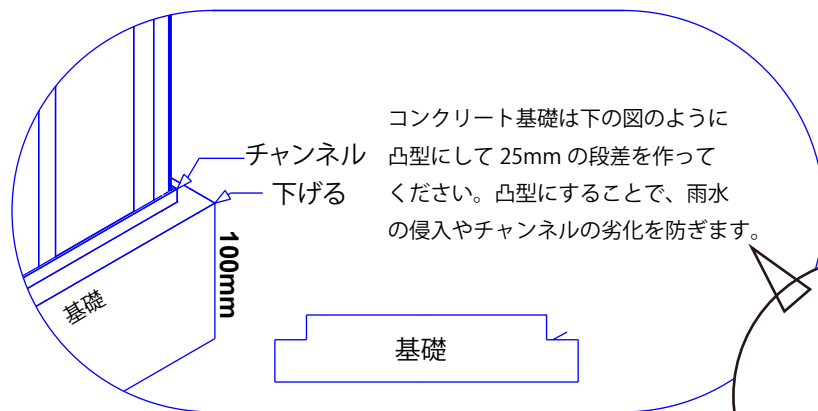 コンクリート基礎は下の図のように
凸型にして 25mm の段差を作って
ください。凸型にすることで、雨水
の侵入やチャンネルの劣化を防ぎます。
チャンネル
下げる
100mm
基礎
基礎